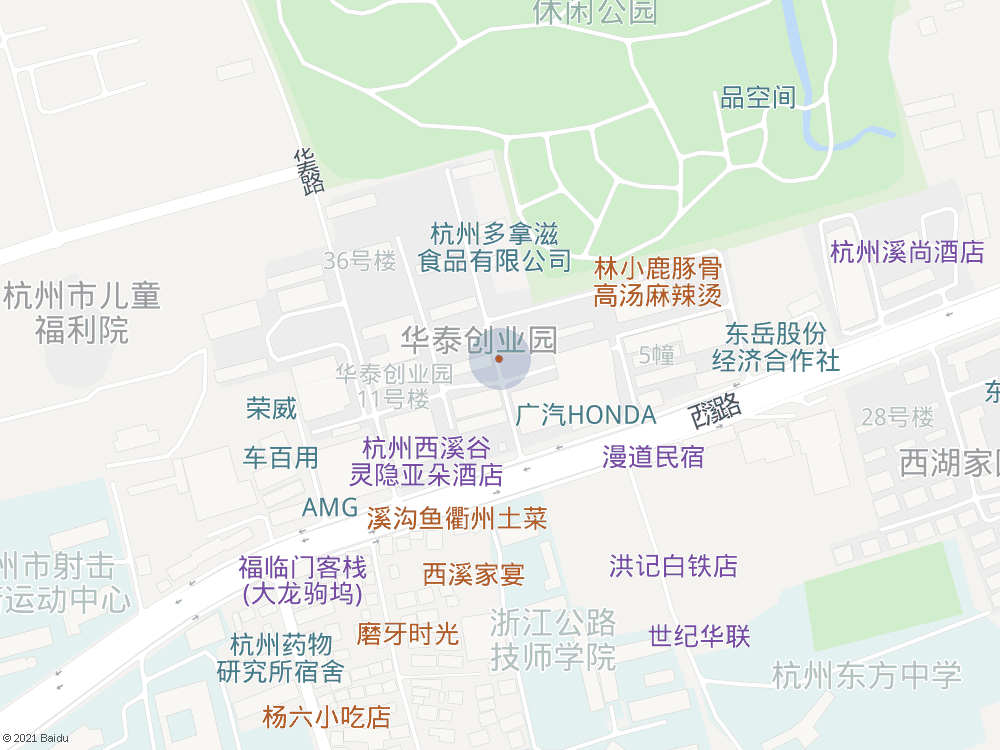 休闲公园
品空间
华泰路
杭州多拿滋
食品有限公司
36号楼
杭州溪尚酒店
林小鹿豚骨
高汤麻辣烫
杭州市儿童
福利院
华泰创业园
东岳股份
经济合作社
5幢
华泰创业园
11号楼
荣威
广汽HONDA
西溪路
28号楼
车百用
杭州西溪谷
灵隐亚朵酒店
漫道民宿
西湖家园
AMG
溪沟鱼衢州土菜
福临门客栈
(大龙驹坞)
西溪家宴
洪记白铁店
州市射击
运动中心
浙江公路
技师学院
磨牙时光
世纪华联
杭州药物
研究所宿舍
杭州东方中学
杨六小吃店
© 2021 Baidu